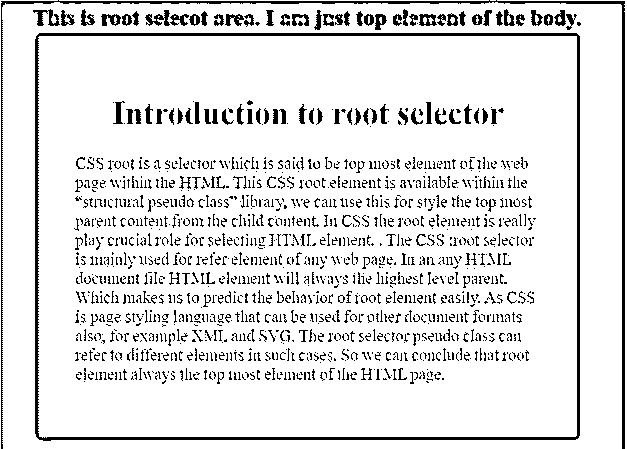 This is root selecot area. I am just top element of the body.
Introduction to root selector
CSS root is a selector which is said to be top most element of the web
page within the HTML. This CSS root element is available within the
“structural pseudo class” library, we can use this for style the top most
parent content from the child content. In CSS the root element is really
play crucial role for selecting HTML element. . The CSS :root selector
is mainly used for refer element of any web page. In an any HTML
document file HTML element will always the highest level parent.
Which makes us to predict the behavior of root element easily. As CSS
is page styling language that can be used for other document formats
also; for example XML and SVG. The root selector pseudo class can
refer to different elements in such cases. So we can conclude that root
element always the top most element of the HTML page.